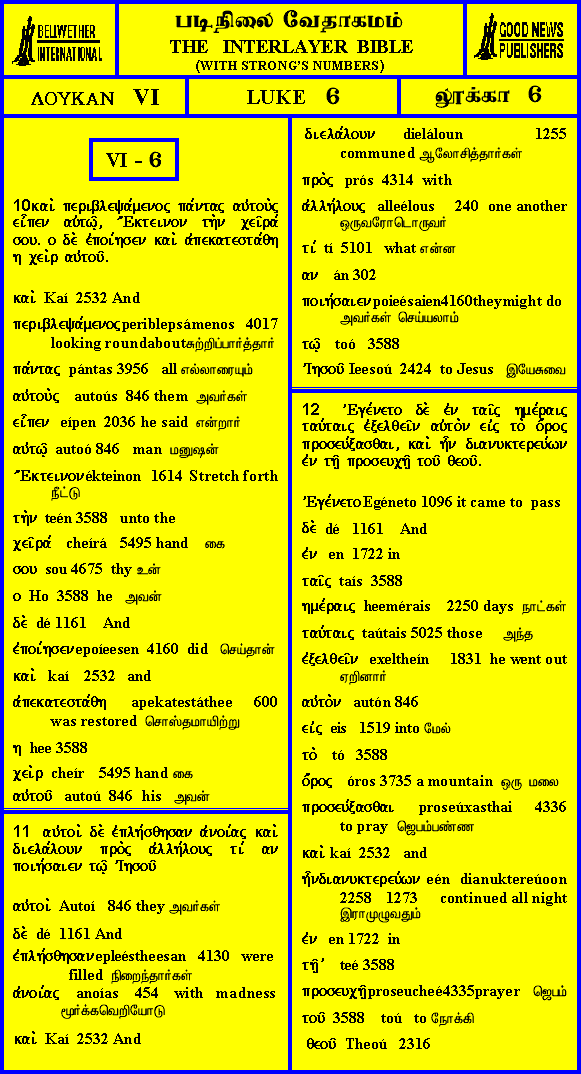 BELLWETHER
INTERNATIONAL
படிநிலை வேதாகமம்
THE INTERLAYER BIBLE
(WITH STRONG'S NUMBERS)
GOOD NEWS
PUBLISHERS
ΛΟΥΚΑΝ VI
LUKE 6
லூக்கா 6
VI - 6
10καὶ περιβλεψάμενος πάντας αὐτοὺς
εἶπεν αὐτῷ, Ἔκτεινον τὴν χεῖρά
σου. ο δὲ ἐποίησεν καὶ ἀπεκατεστάθη
η χεὶρ αὐτοῦ.
καὶ Kaí 2532 And
περιβλεψάμενος periblepsámenos 4017
looking roundabout சுற்றிப்பார்த்தார்
πάντας pántas 3956 all எல்லாரையும்
αὐτοὺς autoús 846 them அவர்கள்
εἶπεν eípen 2036 he said என்றார்
αὐτῷ autoó 846 man மனுஷன்
Ἔκτεινον ékteinon 1614 Stretch forth
நீட்டு
τὴν teén 3588 unto the
χεῖρά cheírá 5495 hand கை
σου sou 4675 thy உன்
ο Ho 3588 he அவன்
δὲ dé 1161 And
ἐποίησεν epoíeesen 4160 did செய்தான்
καὶ kaí 2532 and
ἀπεκατεστάθη apekatestáthee 600
was restored சொஸ்தமாயிற்று
η hee 3588
χεὶρ cheír 5495 hand கை
αὐτοῦ autoú 846 his அவன்
11 αὐτοὶ δὲ ἐπλήσθησαν ἀνοίας καὶ
διελάλουν πρὸς ἀλλήλους τί αν
ποιήσαιεν τῷ Ἰησοῦ
αὐτοὶ Autoí 846 they அவர்கள்
δὲ dé 1161 And
ἐπλήσθησαν epleéstheesan 4130 were
filled நிறைந்தார்கள்
ἀνοίας anoías 454 with madness
மூர்க்கவெறியோடு
καὶ Kaí 2532 And
διελάλουν dieláloun 1255
communed ஆலோசித்தார்கள்
πρὸς prós 4314 with
ἀλλήλους alleélous 240 one another
ஒருவரோடொருவர்
τί tí 5101 what என்ன
αν án 302
ποιήσαιεν poieésaien4160theymight do
அவர்கள் செய்யலாம்
τῷ toó 3588
Ἰησοῦ Ieesoú 2424 to Jesus இயேசுவை
12 Ἐγένετο δὲ ἐν ταῖς ημέραις
ταύταις ἐξελθεῖν αὐτὸν εἰς τὸ ὄρος
προσεύξασθαι, καὶ ἦν διανυκτερεύων
ἐν τῇ προσευχῇ τοῦ θεοῦ.
Ἐγένετο Egéneto 1096 it came to pass
δὲ dé 1161 And
ἐν en 1722 in
ταῖς taís 3588
ημέραις heemérais 2250 days நாட்கள்
ταύταις taútais 5025 those அந்த
ἐξελθεῖν exeltheín 1831 he went out
ஏறினார்
αὐτὸν autón 846
εἰς eis 1519 into மேல்
τὸ tó 3588
ὄρος óros 3735 a mountain ஒரு மலை
προσεύξασθαι proseúxasthai 4336
to pray ஜெபம்பண்ண
καὶ kaí 2532 and
ἦνδιανυκτερεύων eén dianuktereúoon
2258 1273 continued all night
இராமுழுவதும்
ἐν en 1722 in
τῇ᾽ teé 3588
προσευχῇ proseucheé4335prayer ஜெபம்
τοῦ 3588 toú to நோக்கி
θεοῦ Theoú 2316